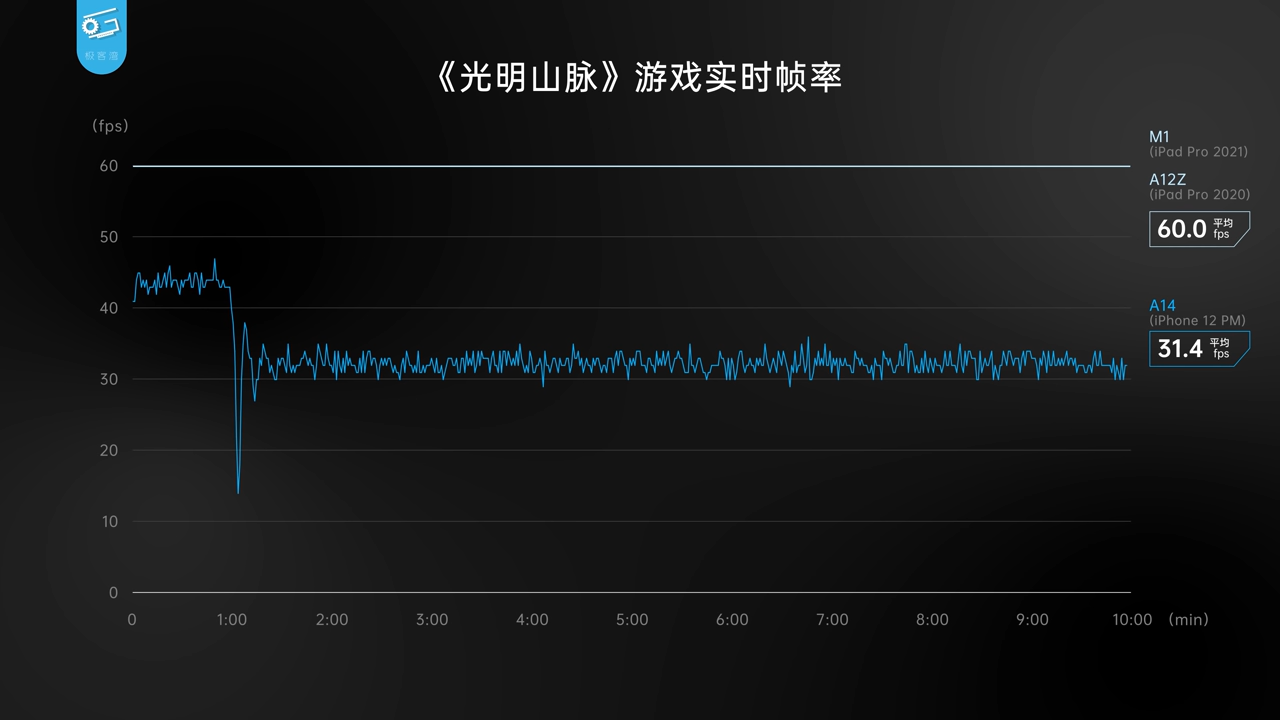 极客湾
《光明山脉》游戏实时帧率
(fps)
60
50
40
30
20
10
0
0 1:00 2:00 3:00 4:00 5:00 6:00 7:00 8:00 9:00 10:00 (min)
M1
(iPad Pro 2021)
A12Z
(iPad Pro 2020)
60.0 平均 fps
A14
(iPhone 12 PM)
31.4 平均 fps